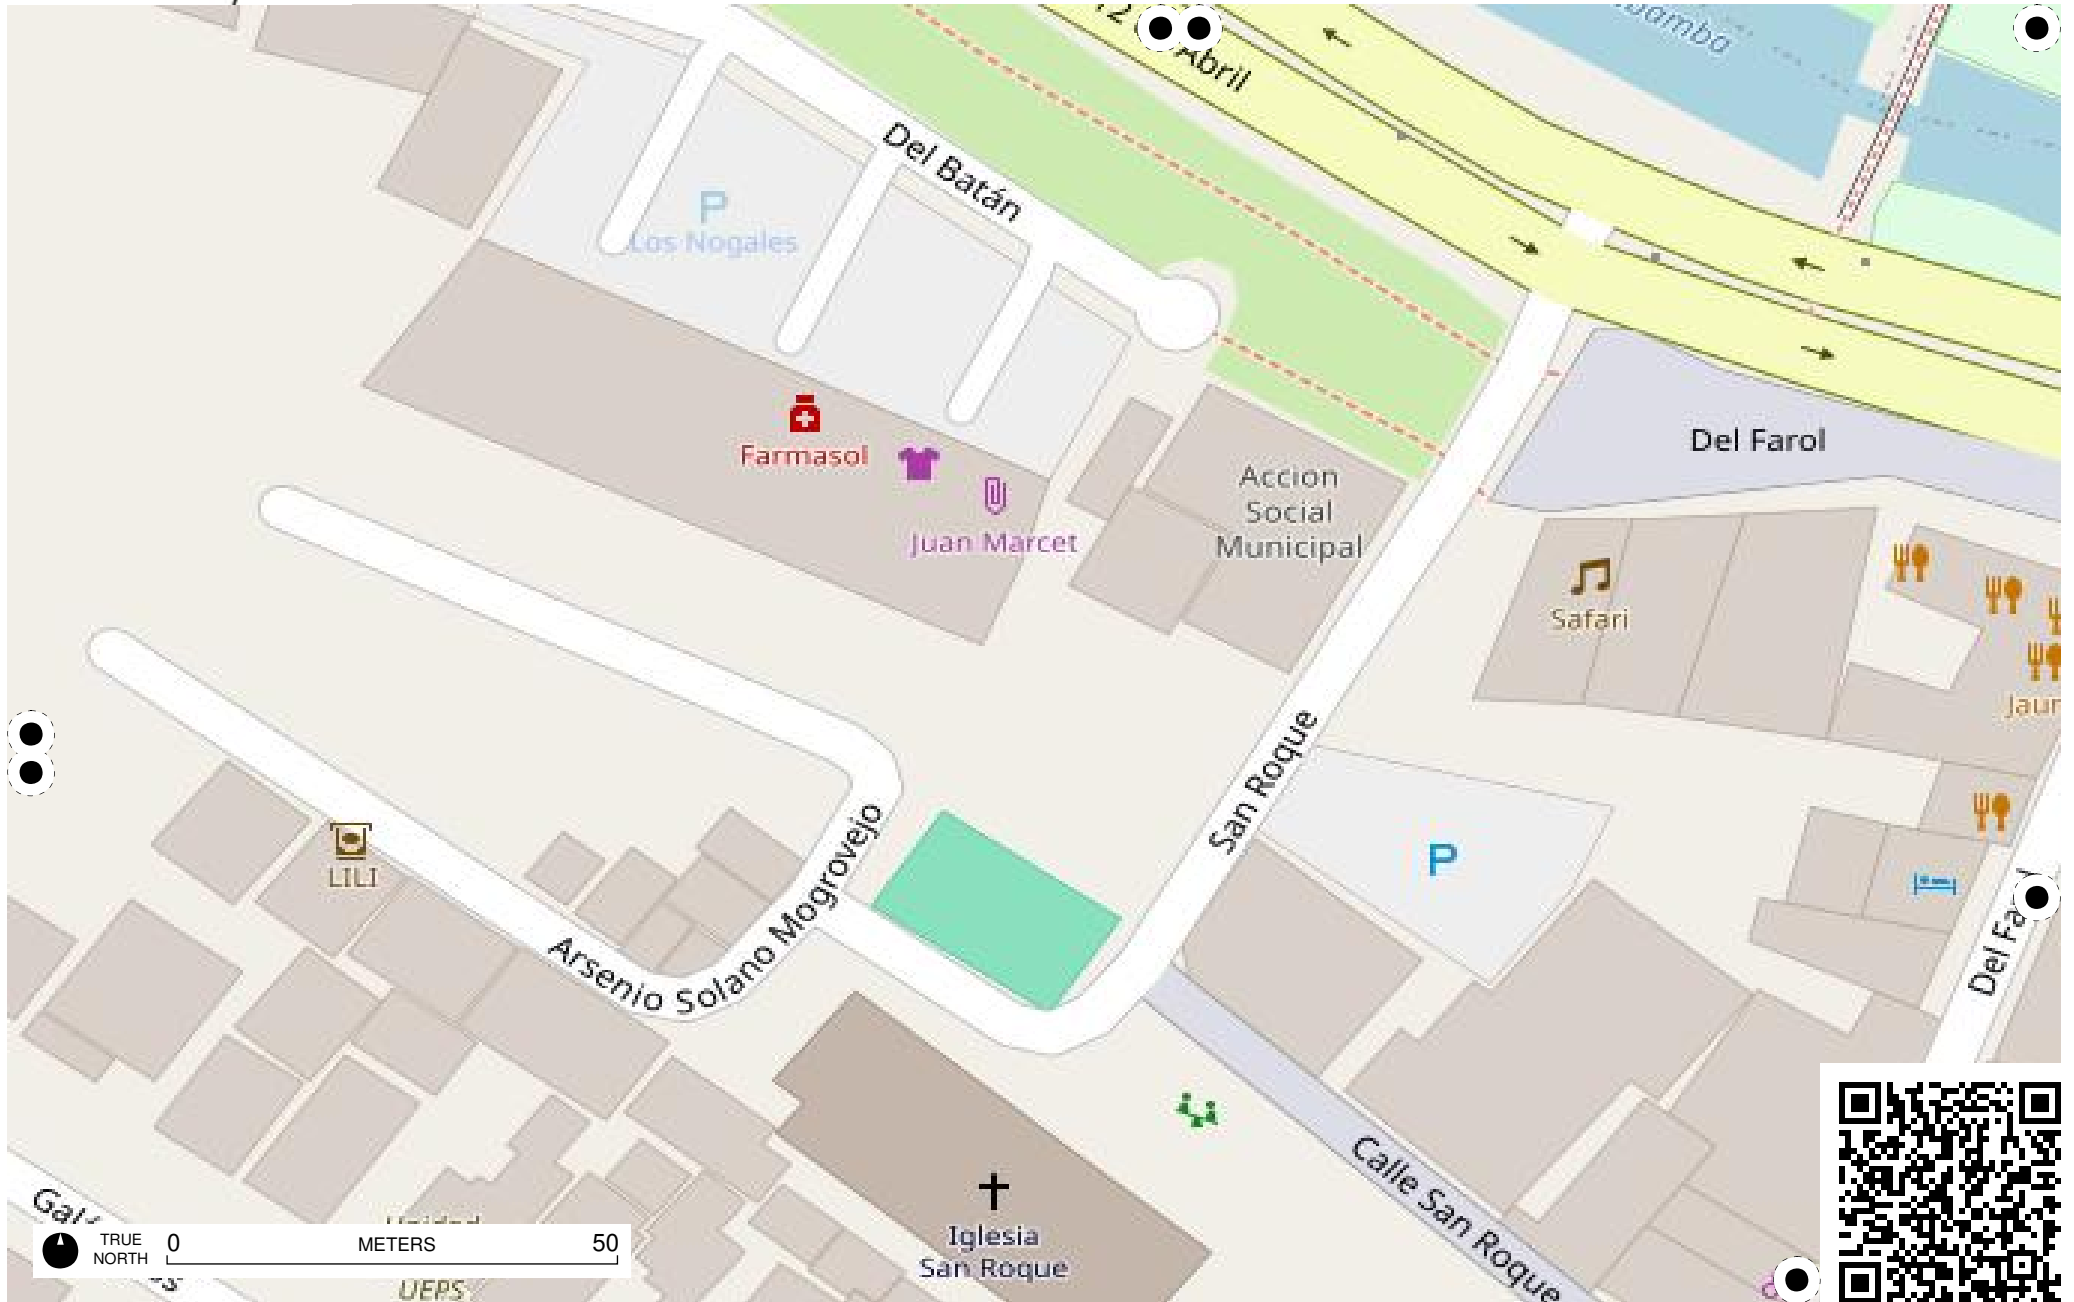 12 Abril
Del Batán
P
Los Nogales
Del Farol
Farmasol
Accion
Social
Municipal
Juan Marcet
Safari
San Roque
P
LILI
Arsenio Solano Mogrovejo
Calle San Roque
Iglesia
San Roque
TRUE
NORTH
0
METERS
50
UEPS